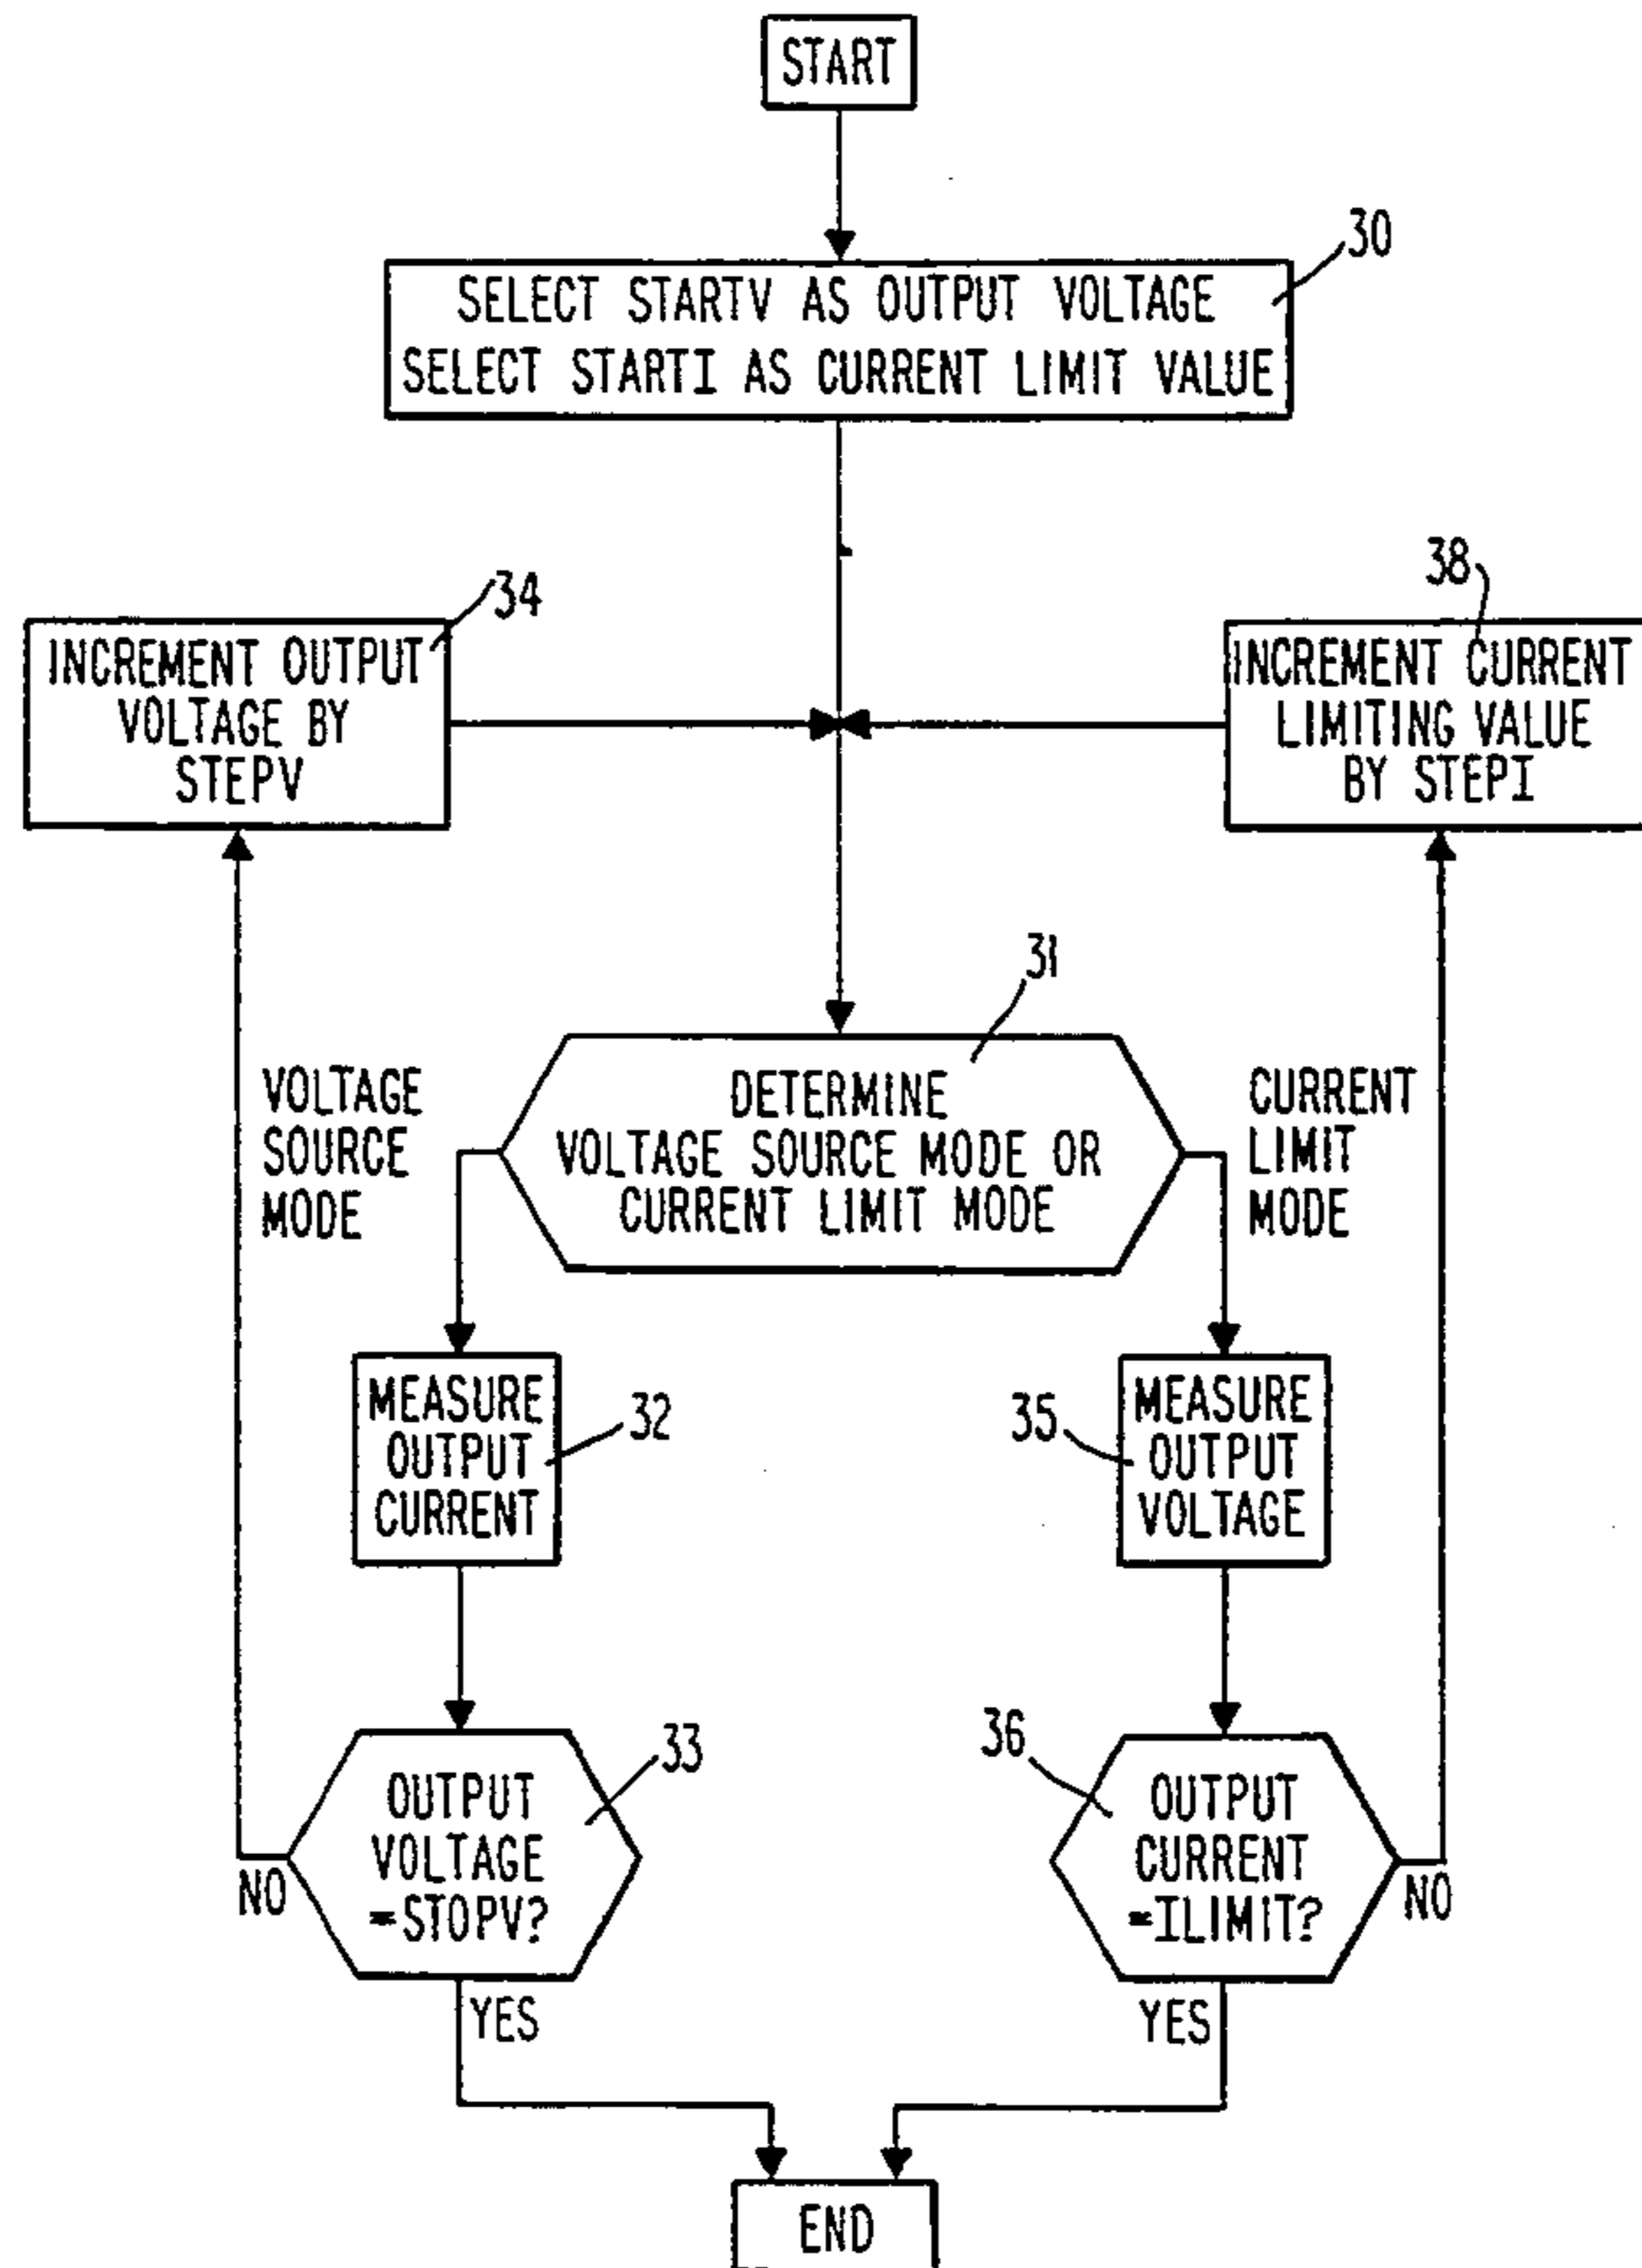 START
30
SELECT STARTV AS OUTPUT VOLTAGE
SELECT STARTI AS CURRENT LIMIT VALUE
34
INCREMENT OUTPUT
VOLTAGE BY
STEPV
38
INCREMENT CURRENT
LIMITING VALUE
BY STEPI
31
DETERMINE
VOLTAGE SOURCE MODE OR
CURRENT LIMIT MODE
VOLTAGE
SOURCE
MODE
CURRENT
LIMIT
MODE
MEASURE
OUTPUT
CURRENT
32
35
MEASURE
OUTPUT
VOLTAGE
33
OUTPUT
VOLTAGE
=STOPV?
NO
YES
36
OUTPUT
CURRENT
=ILIMIT?
NO
YES
END